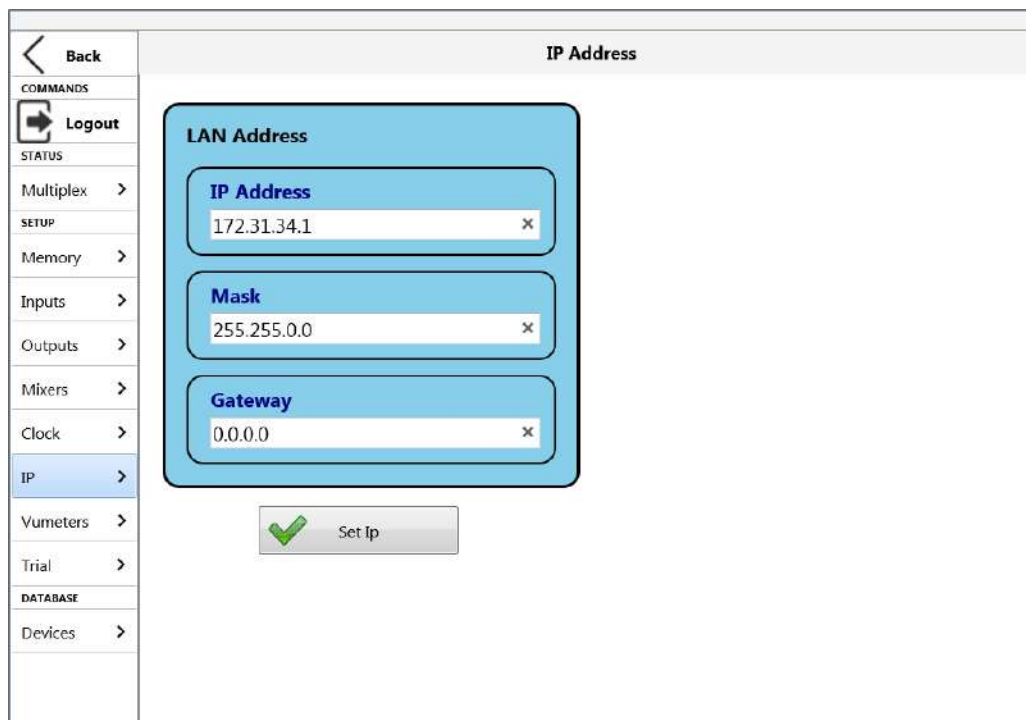 Back
IP Address
COMMANDS
Logout
STATUS
Multiplex
SETUP
Memory
Inputs
Outputs
Mixers
Clock
IP
Vumeters
Trial
DATABASE
Devices
LAN Address
IP Address
172.31.34.1
Mask
255.255.0.0
Gateway
0.0.0.0
Set Ip